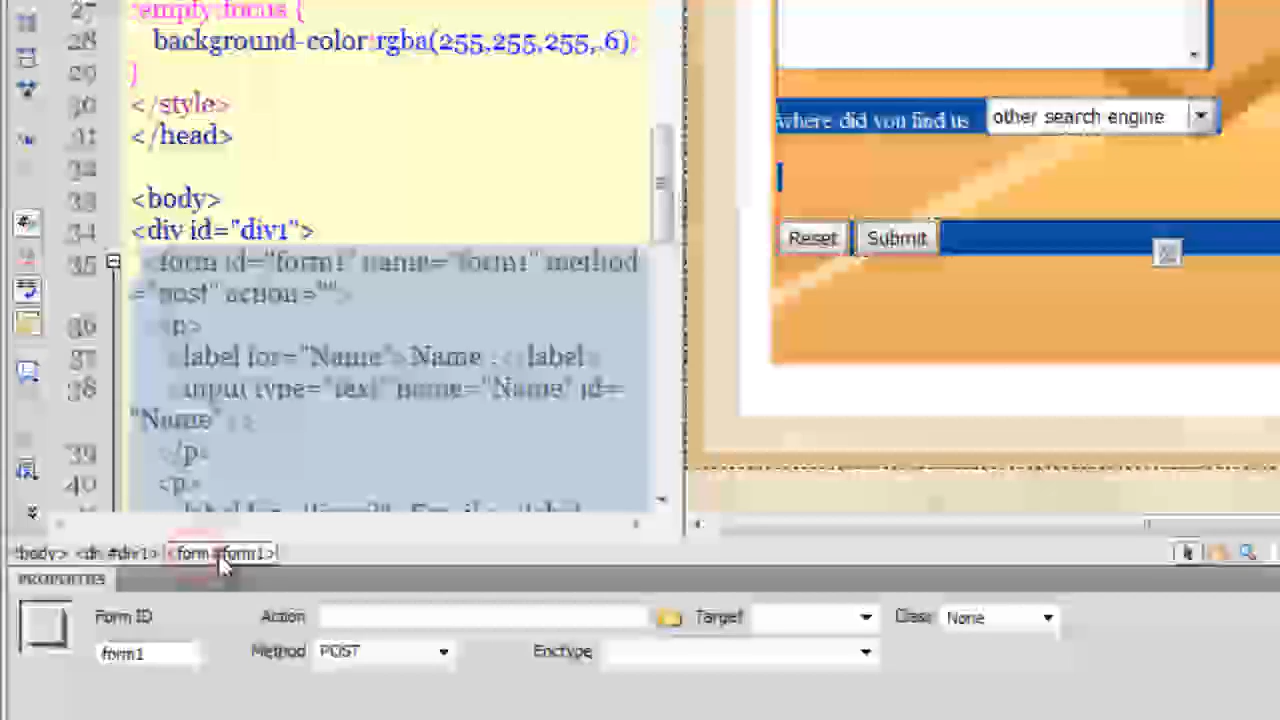 27 :empty:focus {
28 background-color:rgba(255,255,255,.6);
29 }
30 </style>
31 </head>
32
33 <body>
34 <div id="div1">
35 <form id="form1" name="form1" method
="post" action="">
36 <p>
37 <label for="Name">Name :</label>
38 <input type="text" name="Name" id=
"Name" />
39 </p>
40 <p>
where did you find us other search engine
Reset Submit
<body> <div #div1> <form #form1>
PROPERTIES
Form ID Action Target Class None
form1 Method POST Enctype